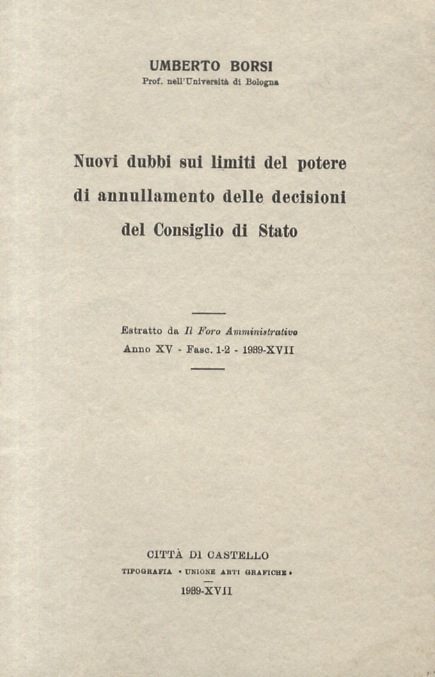 UMBERTO BORSI
Prof. nell'Università di Bologna
Nuovi dubbi sui limiti del potere
di annullamento delle decisioni
del Consiglio di Stato
Estratto da Il Foro Amministrativo
Anno XV - Fasc. 1-2 - 1939-XVII
CITTÀ DI CASTELLO
TIPOGRAFIA « UNIONE ARTI GRAFICHE »
1939-XVII